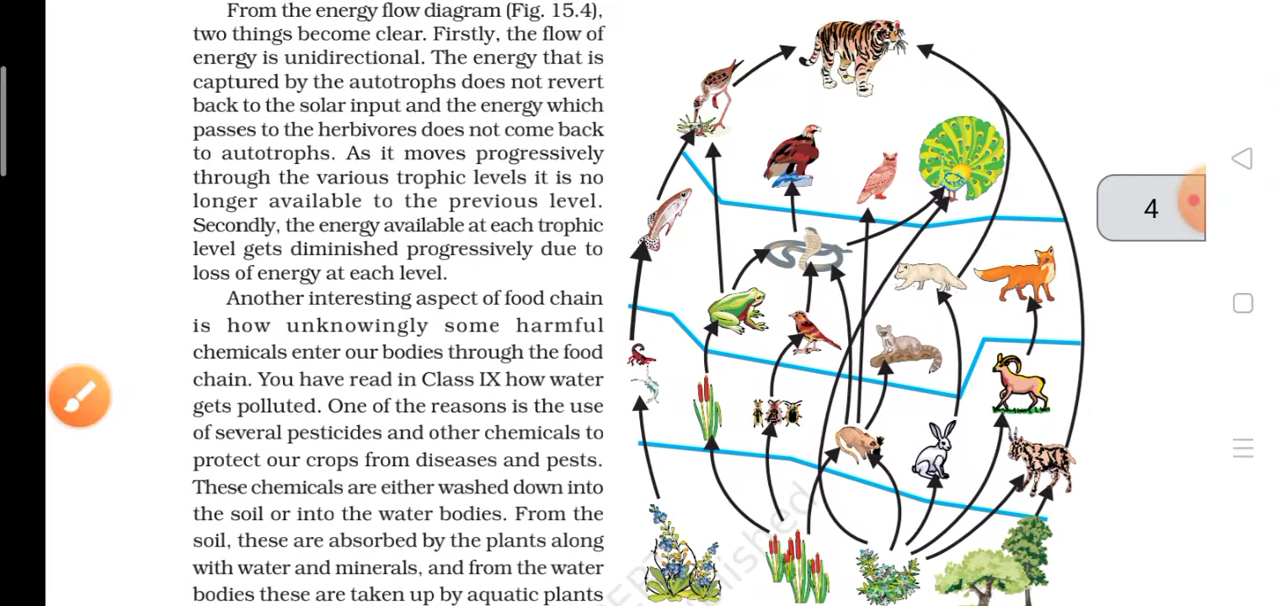 From the energy flow diagram (Fig. 15.4),
two things become clear. Firstly, the flow of
energy is unidirectional. The energy that is
captured by the autotrophs does not revert
back to the solar input and the energy which
passes to the herbivores does not come back
to autotrophs. As it moves progressively
through the various trophic levels it is no
longer available to the previous level.
Secondly, the energy available at each trophic
level gets diminished progressively due to
loss of energy at each level.
Another interesting aspect of food chain
is how unknowingly some harmful
chemicals enter our bodies through the food
chain. You have read in Class IX how water
gets polluted. One of the reasons is the use
of several pesticides and other chemicals to
protect our crops from diseases and pests.
These chemicals are either washed down into
the soil or into the water bodies. From the
soil, these are absorbed by the plants along
with water and minerals, and from the water
bodies these are taken up by aquatic plants
4